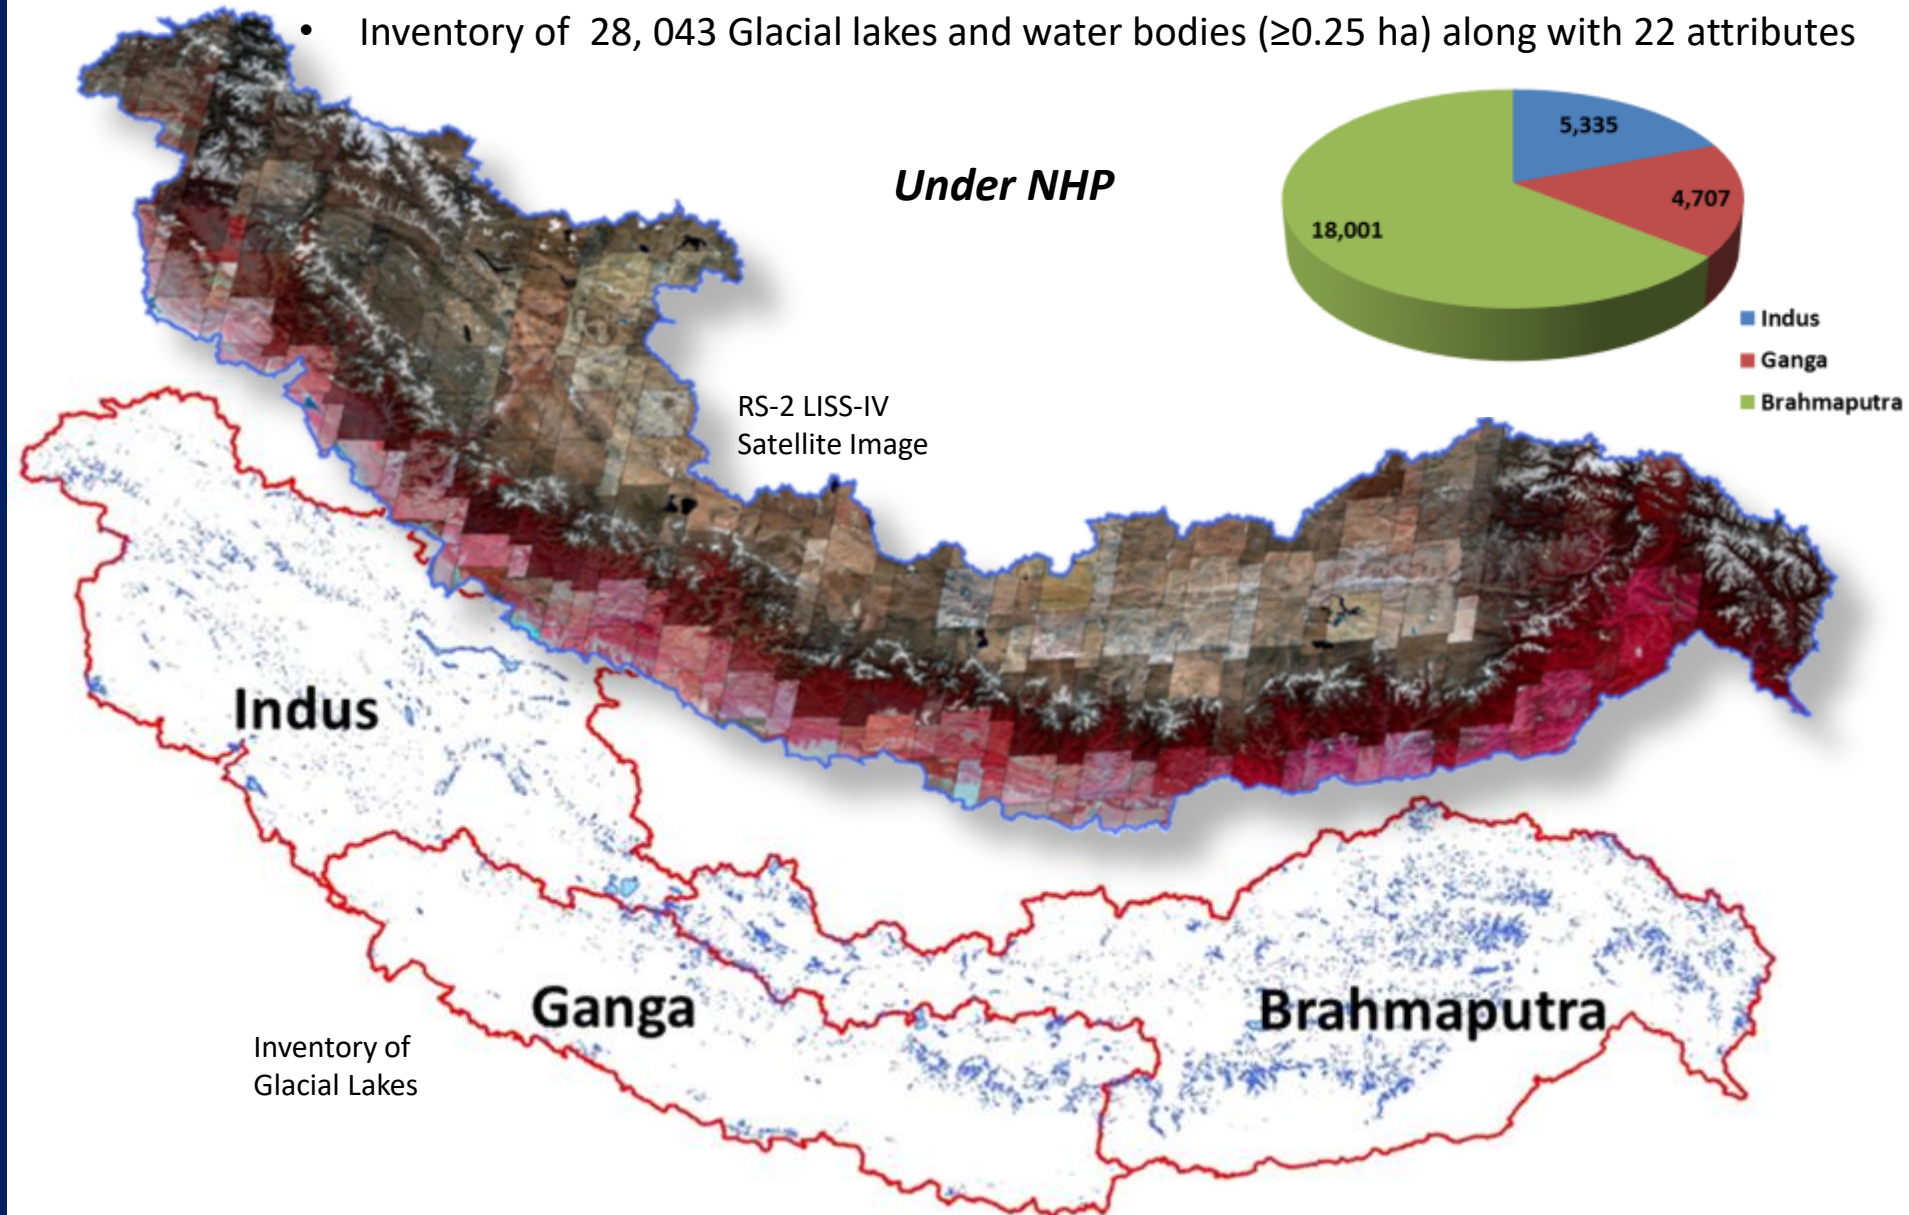 • Inventory of 28, 043 Glacial lakes and water bodies (≥0.25 ha) along with 22 attributes
5,335
Under NHP
4,707
18,001
Indus
Ganga
Brahmaputra
RS-2 LISS-IV
Satellite Image
Indus
Ganga
Brahmaputra
Inventory of
Glacial Lakes